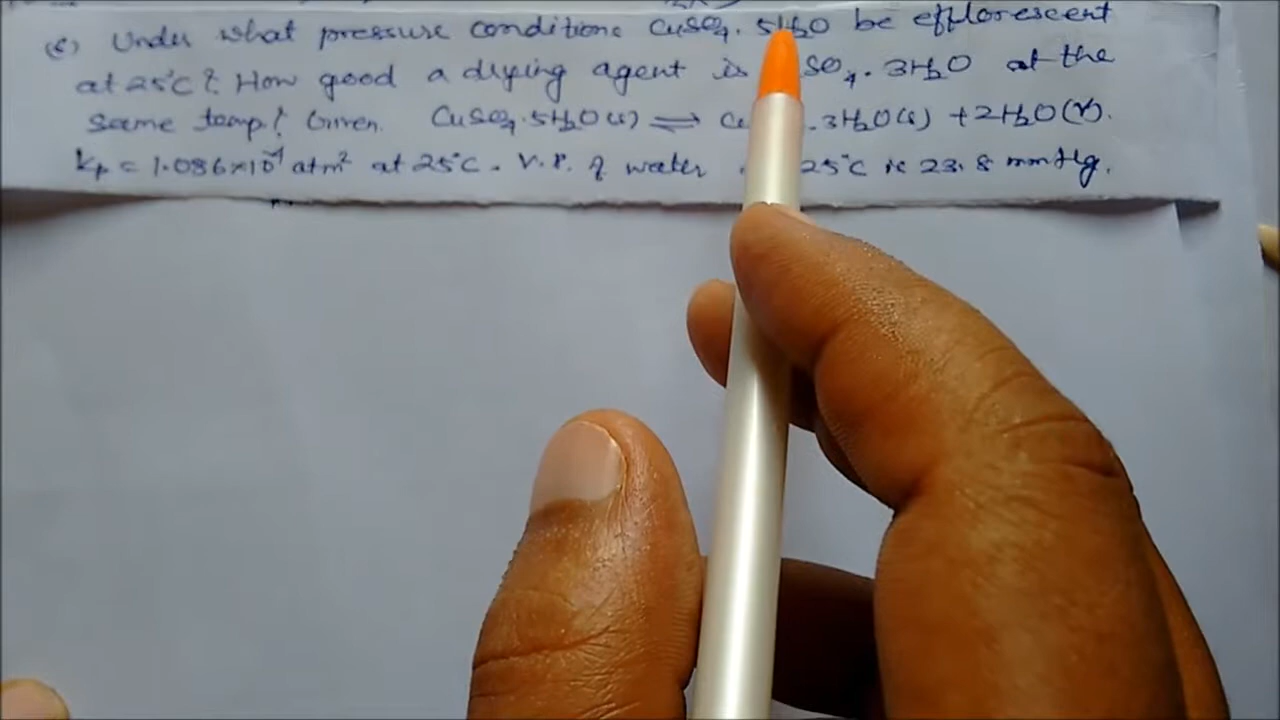 (5) Under what pressure conditions CuSO4. 5H2O be efflorescent
at 25°C? How good a drying agent is SO4. 3H2O at the
same temp? Given. CuSO4.5H2O(s) ⇌ .3H2O(s) + 2H2O(v).
Kp = 1.086×10⁻⁴ atm² at 25°C. V.P. of water 25°C is 23.8 mmHg.